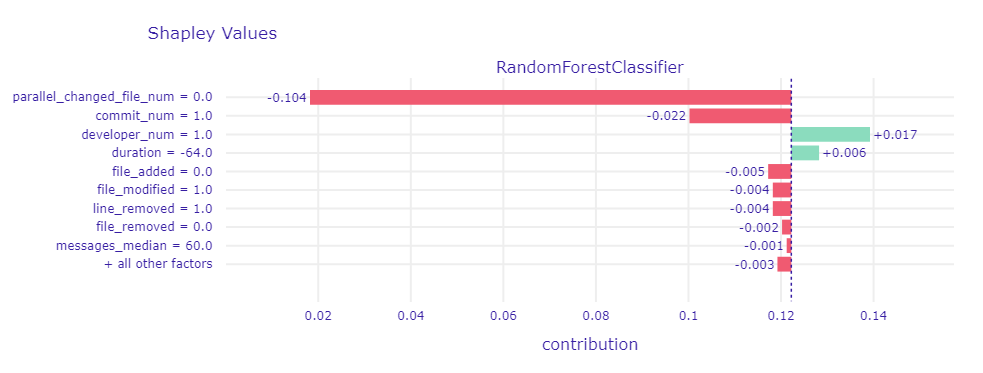 Shapley Values
RandomForestClassifier
parallel_changed_file_num = 0.0 -0.104
commit_num = 1.0 -0.022
developer_num = 1.0 +0.017
duration = -64.0 +0.006
file_added = 0.0 -0.005
file_modified = 1.0 -0.004
line_removed = 1.0 -0.004
file_removed = 0.0 -0.002
messages_median = 60.0 -0.001
+ all other factors -0.003
0.02 0.04 0.06 0.08 0.1 0.12 0.14
contribution